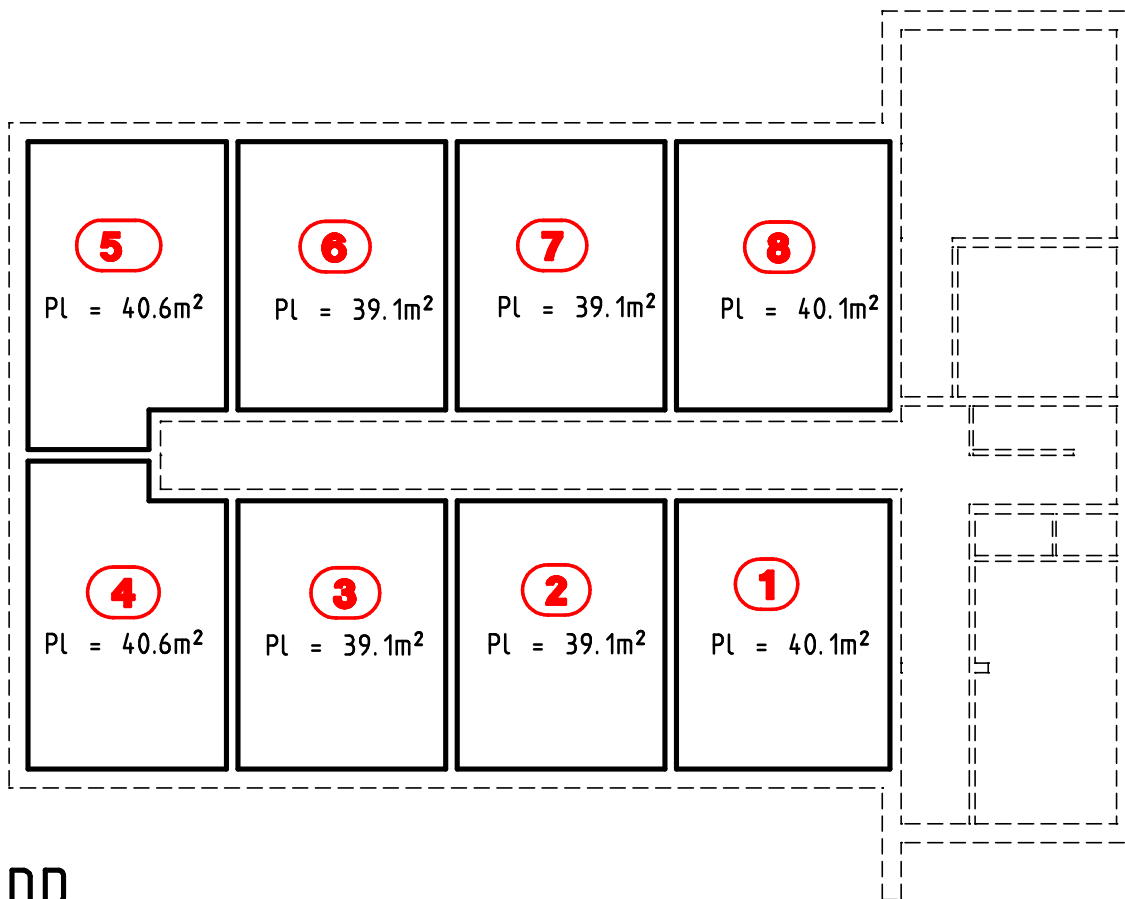 5 6 7 8
Pl = 40.6m² Pl = 39.1m² Pl = 39.1m² Pl = 40.1m²
4 3 2 1
Pl = 40.6m² Pl = 39.1m² Pl = 39.1m² Pl = 40.1m²